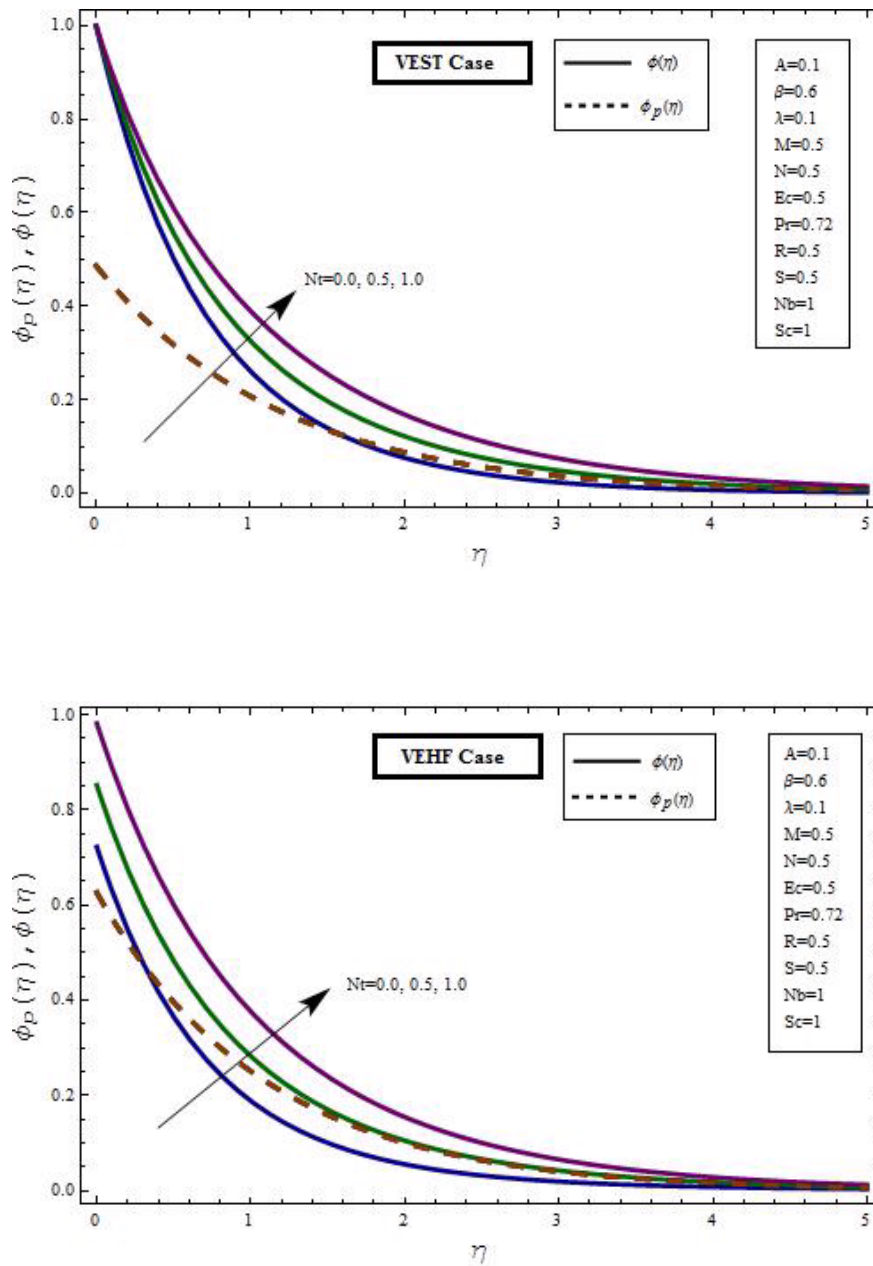 VEST Case
ϕ(η)
ϕp(η)
A=0.1
β=0.6
λ=0.1
M=0.5
N=0.5
Ec=0.5
Pr=0.72
R=0.5
S=0.5
Nb=1
Sc=1
Nt=0.0, 0.5, 1.0
ϕp(η), ϕ(η)
1.0
0.8
0.6
0.4
0.2
0.0
0 1 2 3 4 5
η
VEHF Case
ϕ(η)
ϕp(η)
A=0.1
β=0.6
λ=0.1
M=0.5
N=0.5
Ec=0.5
Pr=0.72
R=0.5
S=0.5
Nb=1
Sc=1
Nt=0.0, 0.5, 1.0
ϕp(η), ϕ(η)
1.0
0.8
0.6
0.4
0.2
0.0
0 1 2 3 4 5
η